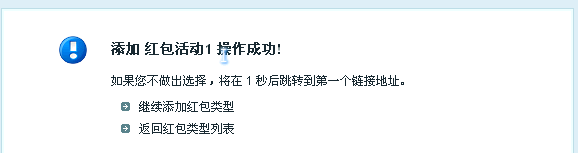 添加 红包活动1 操作成功!
如果您不做出选择，将在 1 秒后跳转到第一个链接地址。
继续添加红包类型
返回红包类型列表